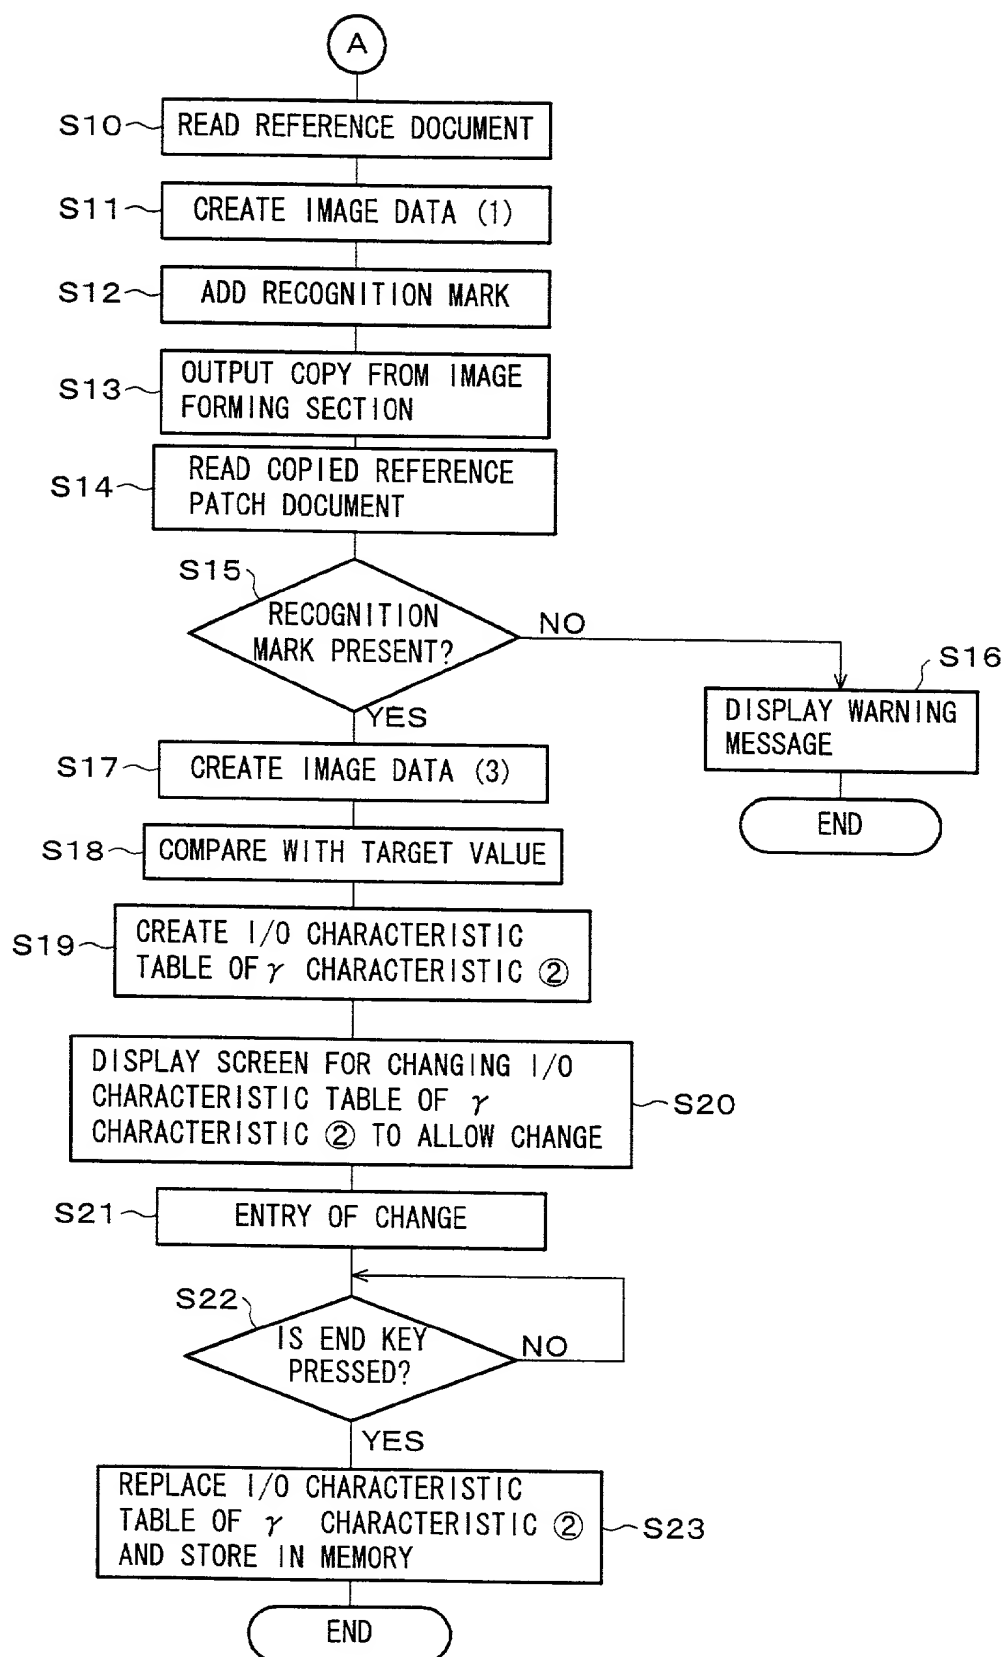 A
S10
READ REFERENCE DOCUMENT
S11
CREATE IMAGE DATA (1)
S12
ADD RECOGNITION MARK
S13
OUTPUT COPY FROM IMAGE
FORMING SECTION
S14
READ COPIED REFERENCE
PATCH DOCUMENT
S15
RECOGNITION
MARK PRESENT?
NO
S16
DISPLAY WARNING
MESSAGE
END
YES
S17
CREATE IMAGE DATA (3)
S18
COMPARE WITH TARGET VALUE
S19
CREATE I/O CHARACTERISTIC
TABLE OF γ CHARACTERISTIC ②
DISPLAY SCREEN FOR CHANGING I/O
CHARACTERISTIC TABLE OF γ
CHARACTERISTIC ② TO ALLOW CHANGE
S20
S21
ENTRY OF CHANGE
S22
IS END KEY
PRESSED?
NO
YES
REPLACE I/O CHARACTERISTIC
TABLE OF γ CHARACTERISTIC ②
AND STORE IN MEMORY
S23
END